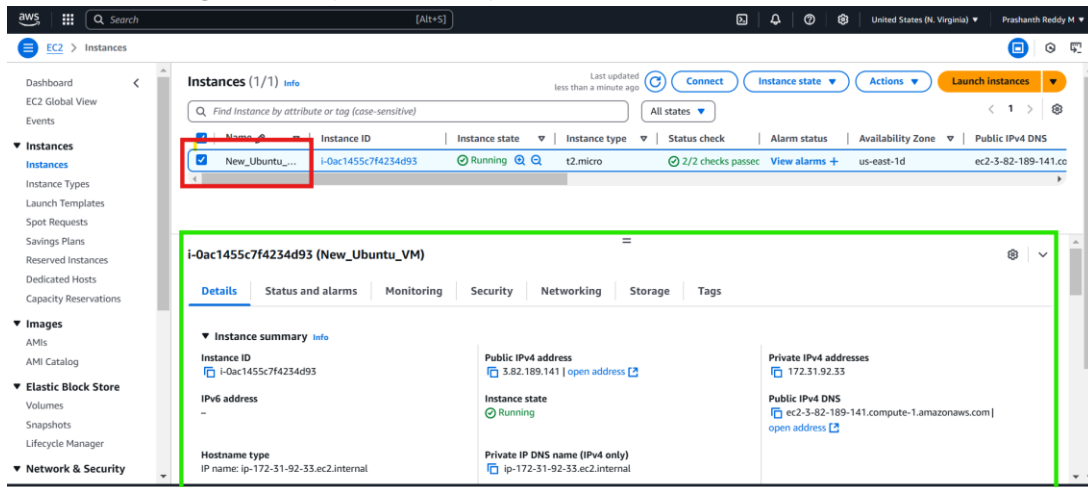 aws
Search
[Alt+S]
United States (N. Virginia) ▼
Prashanth Reddy M ▼
EC2 > Instances
Dashboard
EC2 Global View
Events
▼ Instances
Instances
Instance Types
Launch Templates
Spot Requests
Savings Plans
Reserved Instances
Dedicated Hosts
Capacity Reservations
▼ Images
AMIs
AMI Catalog
▼ Elastic Block Store
Volumes
Snapshots
Lifecycle Manager
▼ Network & Security
Instances (1/1) Info
Last updated
less than a minute ago
Connect
Instance state ▼
Actions ▼
Launch instances ▼
Find Instance by attribute or tag (case-sensitive)
All states ▼
< 1 >
Name | Instance ID | Instance state | Instance type | Status check | Alarm status | Availability Zone | Public IPv4 DNS
New_Ubuntu_... i-0ac1455c7f4234d93 Running t2.micro 2/2 checks passec View alarms + us-east-1d ec2-3-82-189-141.co
i-0ac1455c7f4234d93 (New_Ubuntu_VM)
Details Status and alarms Monitoring Security Networking Storage Tags
▼ Instance summary Info
Instance ID
i-0ac1455c7f4234d93
Public IPv4 address
3.82.189.141 | open address
Private IPv4 addresses
172.31.92.33
IPv6 address
–
Instance state
Running
Public IPv4 DNS
ec2-3-82-189-141.compute-1.amazonaws.com |
open address
Hostname type
IP name: ip-172-31-92-33.ec2.internal
Private IP DNS name (IPv4 only)
ip-172-31-92-33.ec2.internal